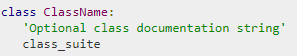 class ClassName:
   'Optional class documentation string'
   class_suite